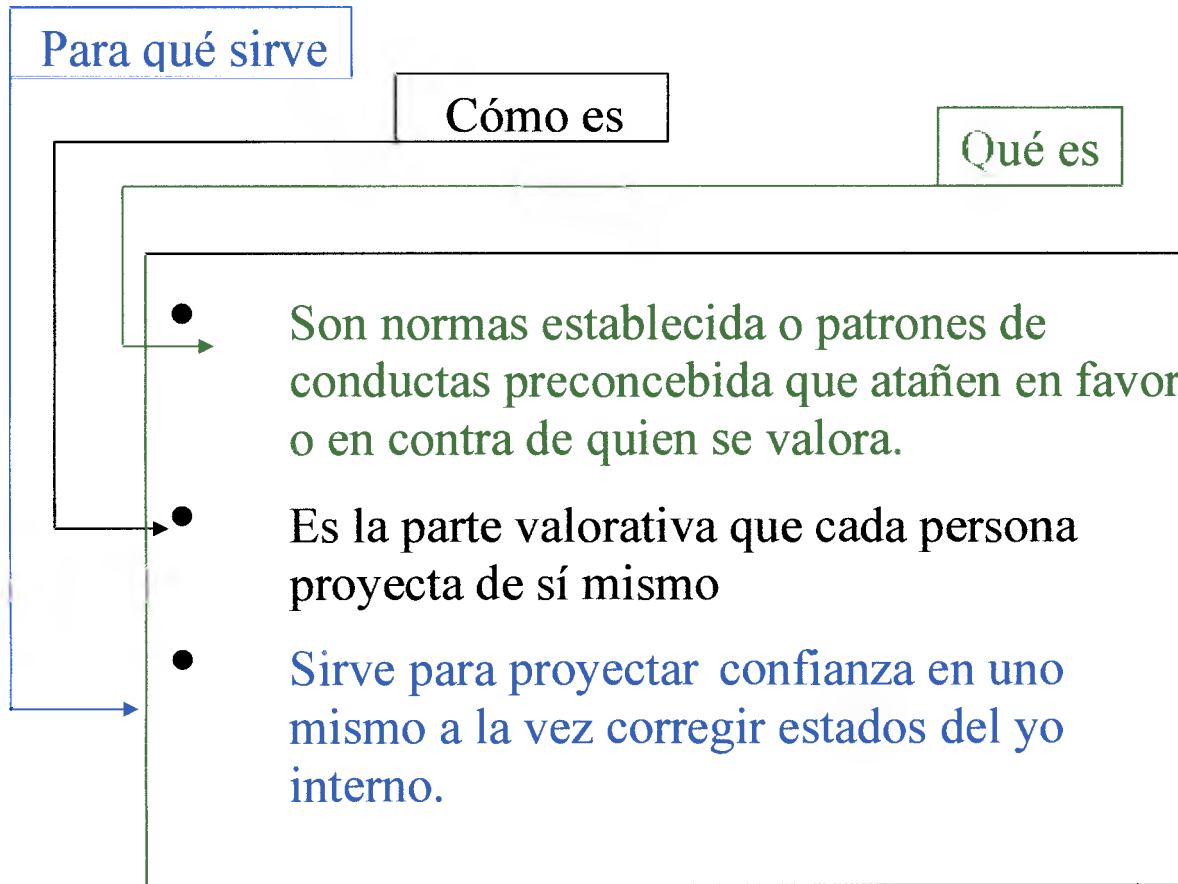 Para qué sirve
Cómo es
Qué es
• Son normas establecida o patrones de
conductas preconcebida que atañen en favor
o en contra de quien se valora.
• Es la parte valorativa que cada persona
proyecta de sí mismo
• Sirve para proyectar confianza en uno
mismo a la vez corregir estados del yo
interno.